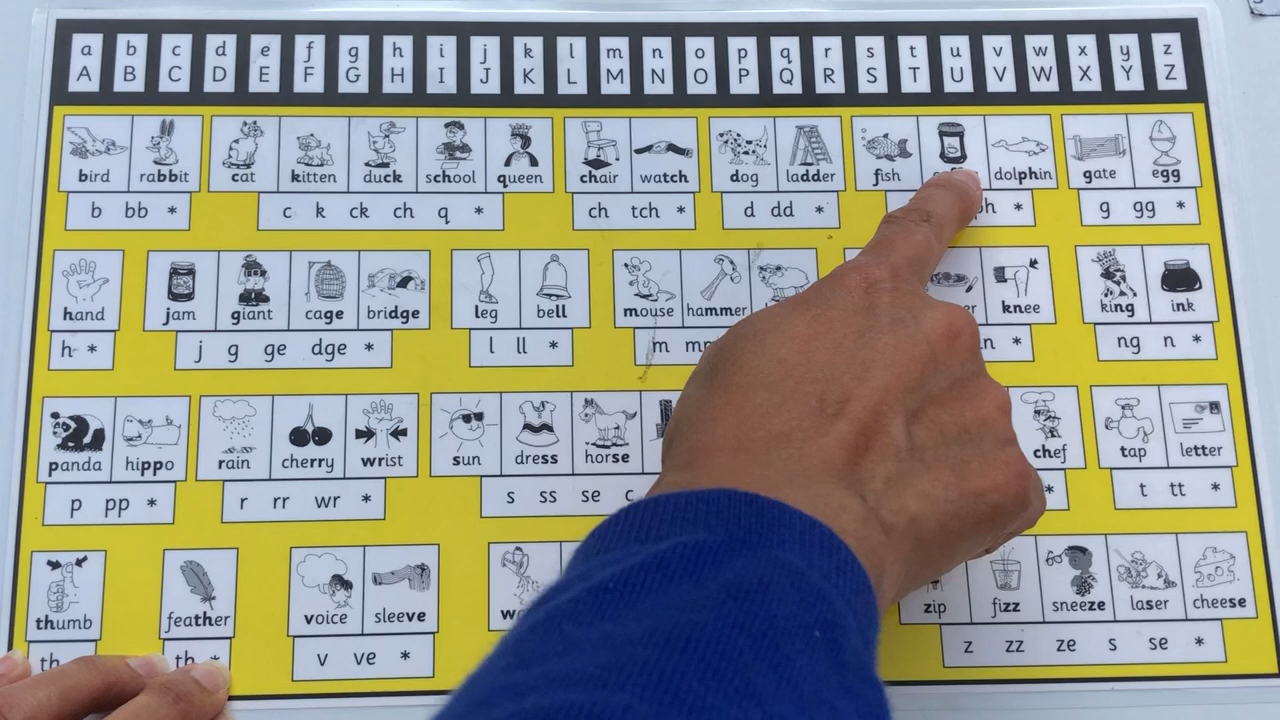 a b c d e f g h i j k l m n o p q r s t u v w x y z
A B C D E F G H I J K L M N O P Q R S T U V W X Y Z
bird rabbit cat kitten duck school queen chair watch dog ladder fish dolphin gate egg
b bb * c k ck ch q * ch tch * d dd * ph * g gg *
hand jam giant cage bridge leg bell mouse hammer knee king ink
h * j g ge dge * l ll * m * ng n *
panda hippo rain cherry wrist sun dress horse chef tap letter
p pp * r rr wr * s ss se c * t tt *
thumb feather voice sleeve zip fizz sneeze laser cheese
th th * v ve * z zz ze s se *